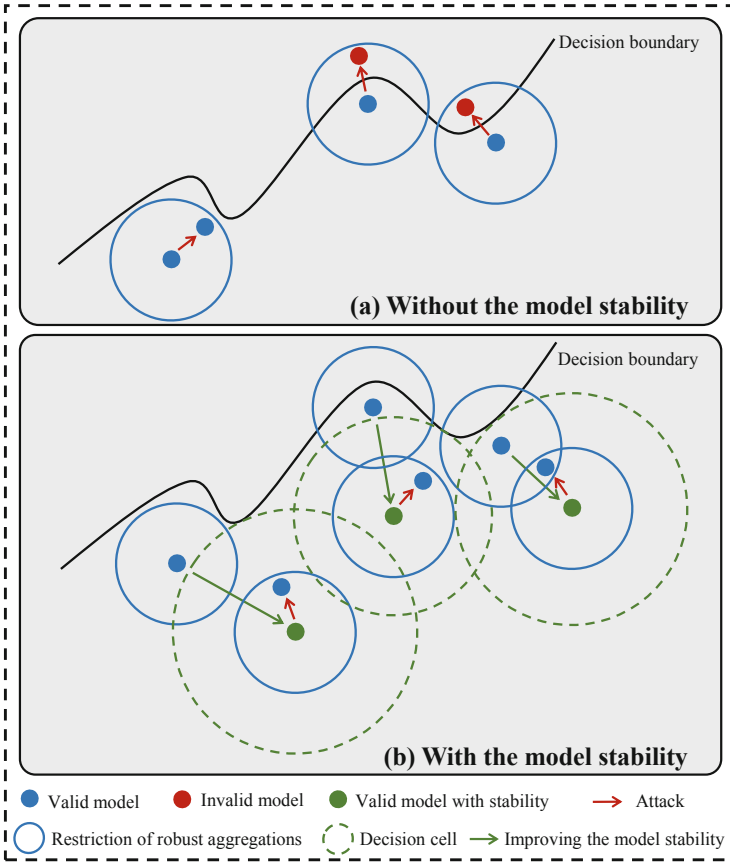 Decision boundary
(a) Without the model stability
Decision boundary
(b) With the model stability
Valid model
Invalid model
Valid model with stability
Attack
Restriction of robust aggregations
Decision cell
Improving the model stability